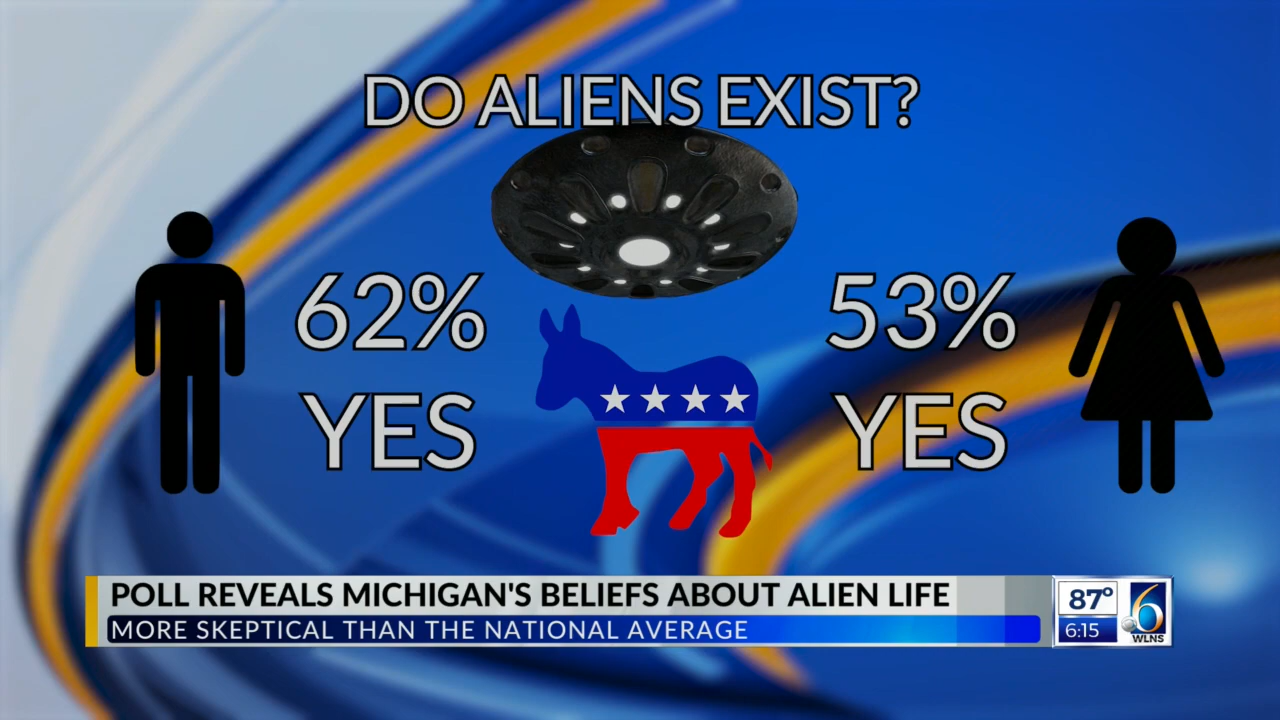 DO ALIENS EXIST?
62%
YES
53%
YES
POLL REVEALS MICHIGAN'S BELIEFS ABOUT ALIEN LIFE
MORE SKEPTICAL THAN THE NATIONAL AVERAGE
87°
6:15
6
WLNS